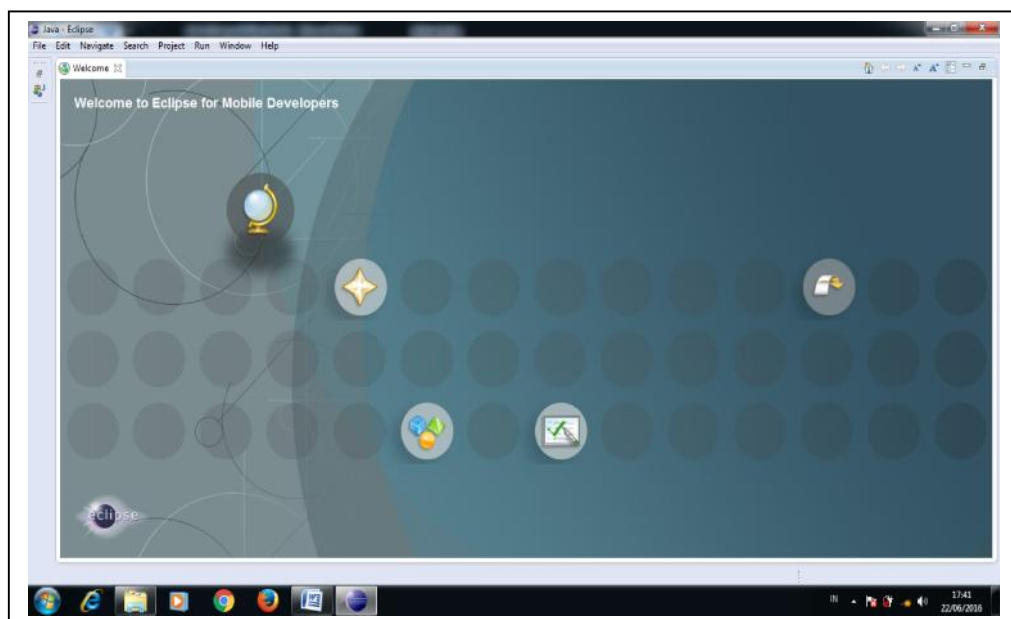 Java - Eclipse
File Edit Navigate Search Project Run Window Help
Welcome
Welcome to Eclipse for Mobile Developers
eclipse
IN
17:41
22/06/2016